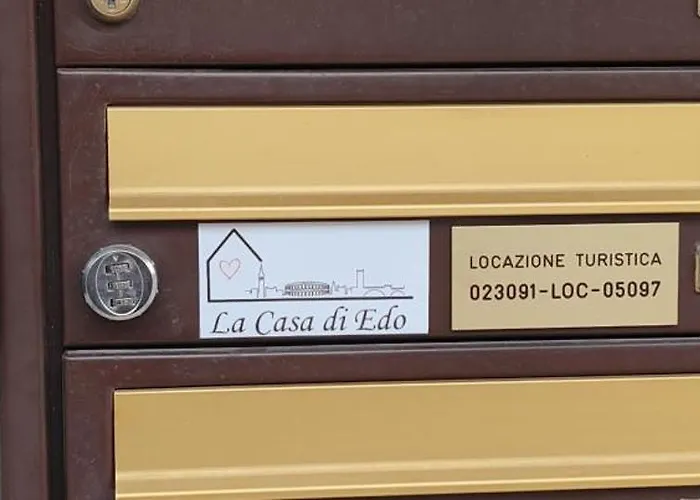 La Casa di Edo
LOCAZIONE TURISTICA
023091-LOC-05097